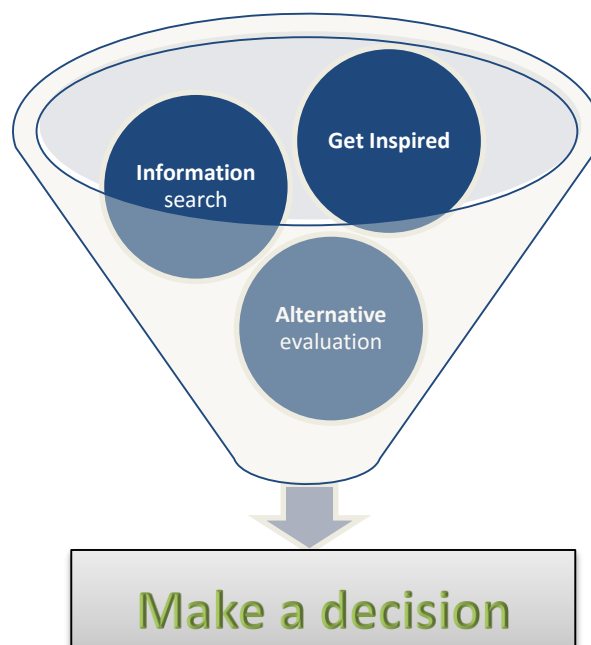 Get Inspired
Information
search
Alternative
evaluation
Make a decision